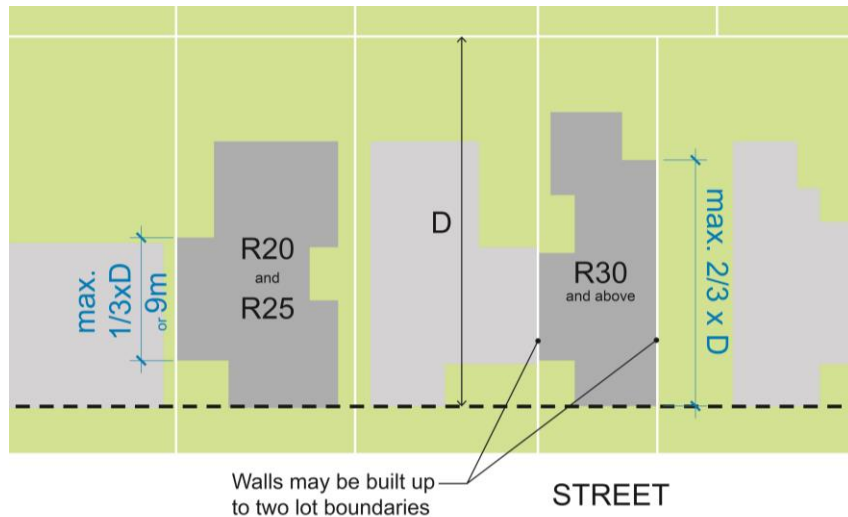 D
R20
and
R25
R30
and above
max.
1/3xD
or 9m
max. 2/3 x D
Walls may be built up
to two lot boundaries
STREET